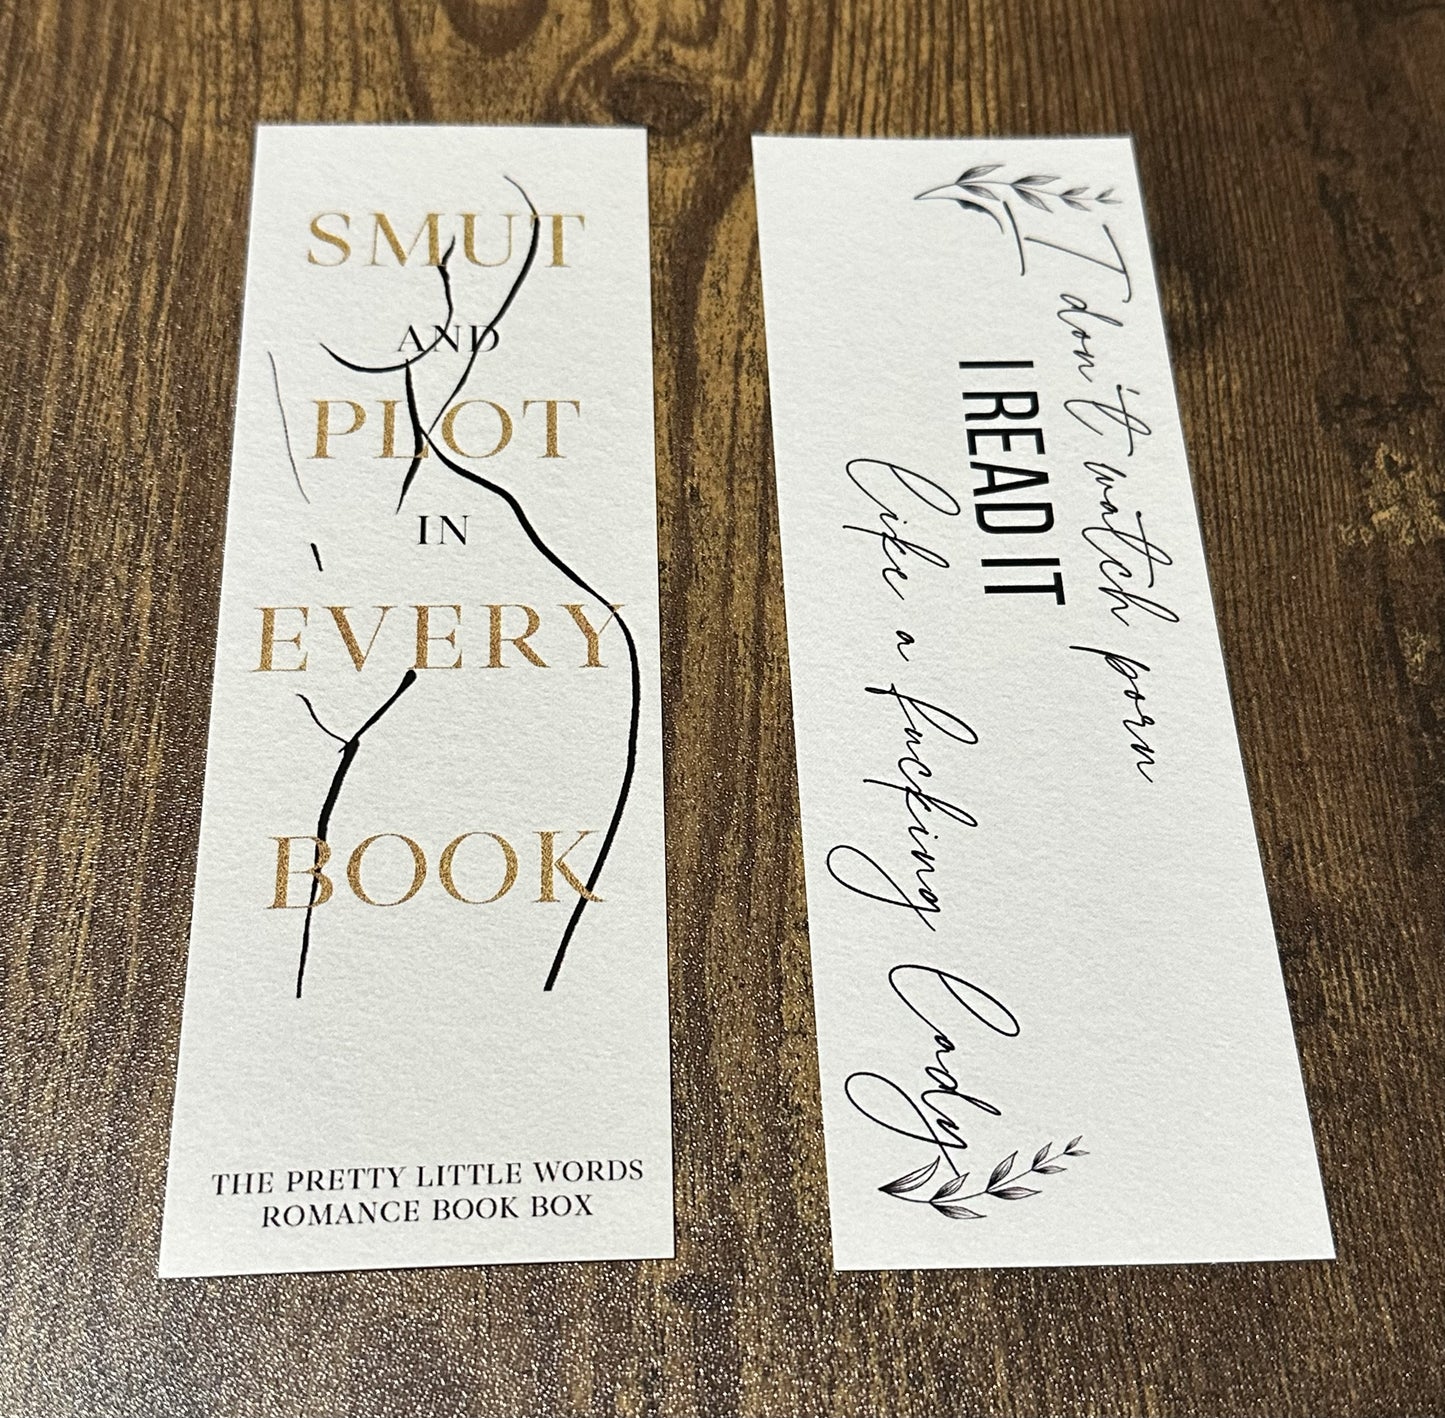 SMUT
AND
PLOT
IN
EVERY
BOOK
THE PRETTY LITTLE WORDS
ROMANCE BOOK BOX
I don't watch porn
I READ IT
like a fucking lady